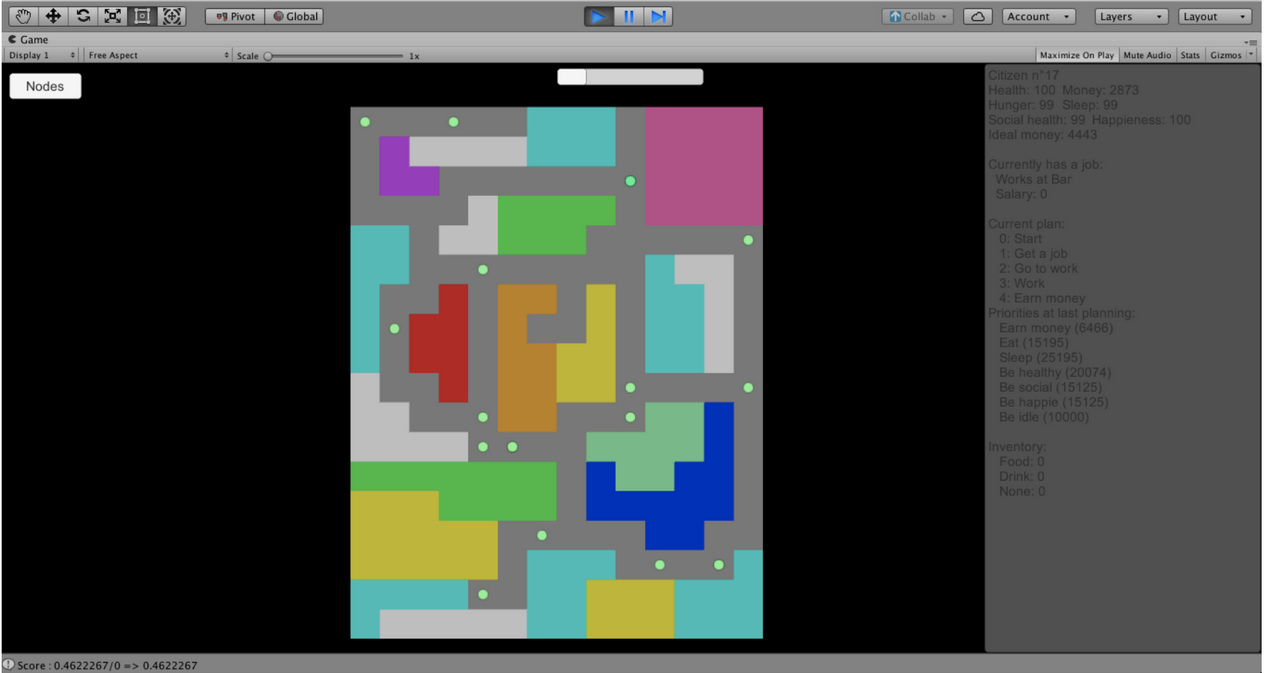 Pivot Global Collab Account Layers Layout
Game
Display 1 Free Aspect Scale 1x Maximize On Play Mute Audio Stats Gizmos
Nodes
Citizen n°17
Health: 100 Money: 2873
Hunger: 99 Sleep: 99
Social health: 99 Happieness: 100
Ideal money: 4443
Currently has a job:
Works at Bar
Salary: 0
Current plan:
0: Start
1: Get a job
2: Go to work
3: Work
4: Earn money
Priorities at last planning:
Earn money (6466)
Eat (15195)
Sleep (25195)
Be healthy (20074)
Be social (15125)
Be happie (15125)
Be idle (10000)
Inventory:
Food: 0
Drink: 0
None: 0
Score : 0.4622267/0 => 0.4622267